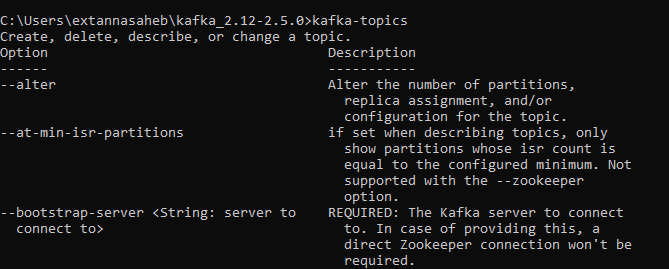 C:\Users\extannasaheb\kafka_2.12-2.5.0>kafka-topics
Create, delete, describe, or change a topic.
Option                                   Description
------                                   -----------
--alter                                  Alter the number of partitions,
                                           replica assignment, and/or
                                           configuration for the topic.
--at-min-isr-partitions                  if set when describing topics, only
                                           show partitions whose isr count is
                                           equal to the configured minimum. Not
                                           supported with the --zookeeper
                                           option.
--bootstrap-server <String: server to    REQUIRED: The Kafka server to connect
  connect to>                              to. In case of providing this, a
                                           direct Zookeeper connection won't be
                                           required.